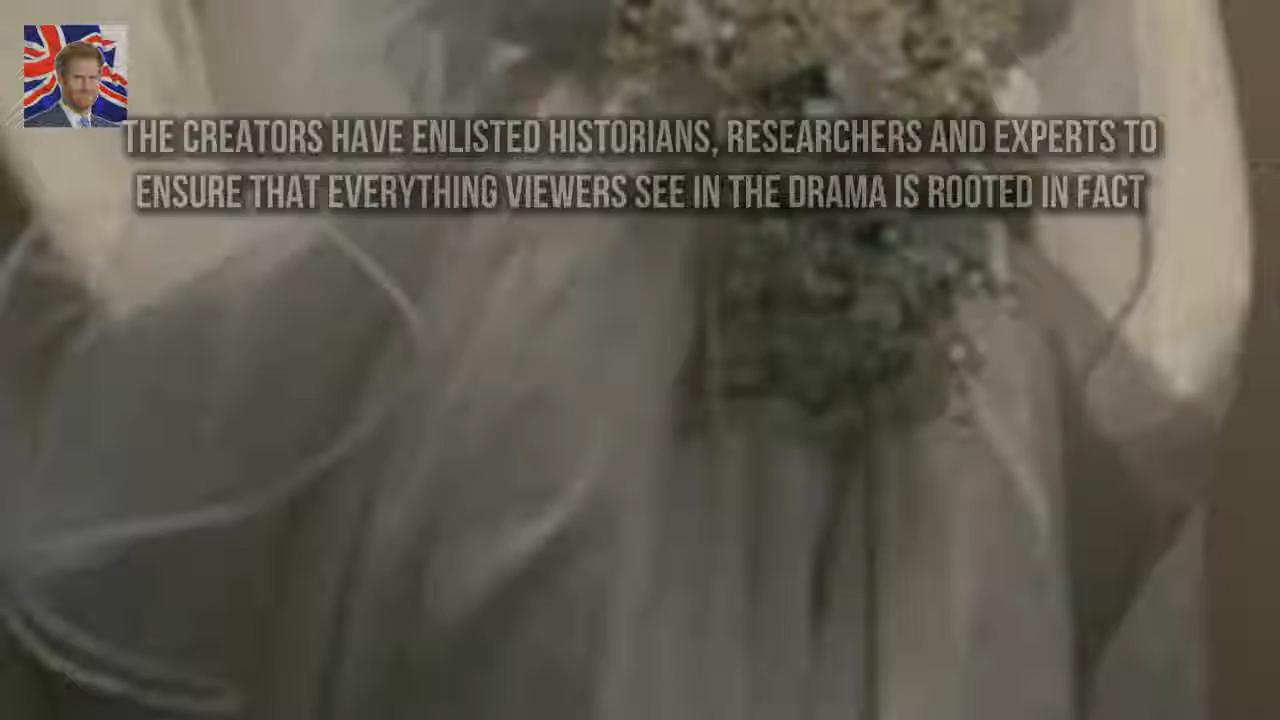 THE CREATORS HAVE ENLISTED HISTORIANS, RESEARCHERS AND EXPERTS TO
ENSURE THAT EVERYTHING VIEWERS SEE IN THE DRAMA IS ROOTED IN FACT